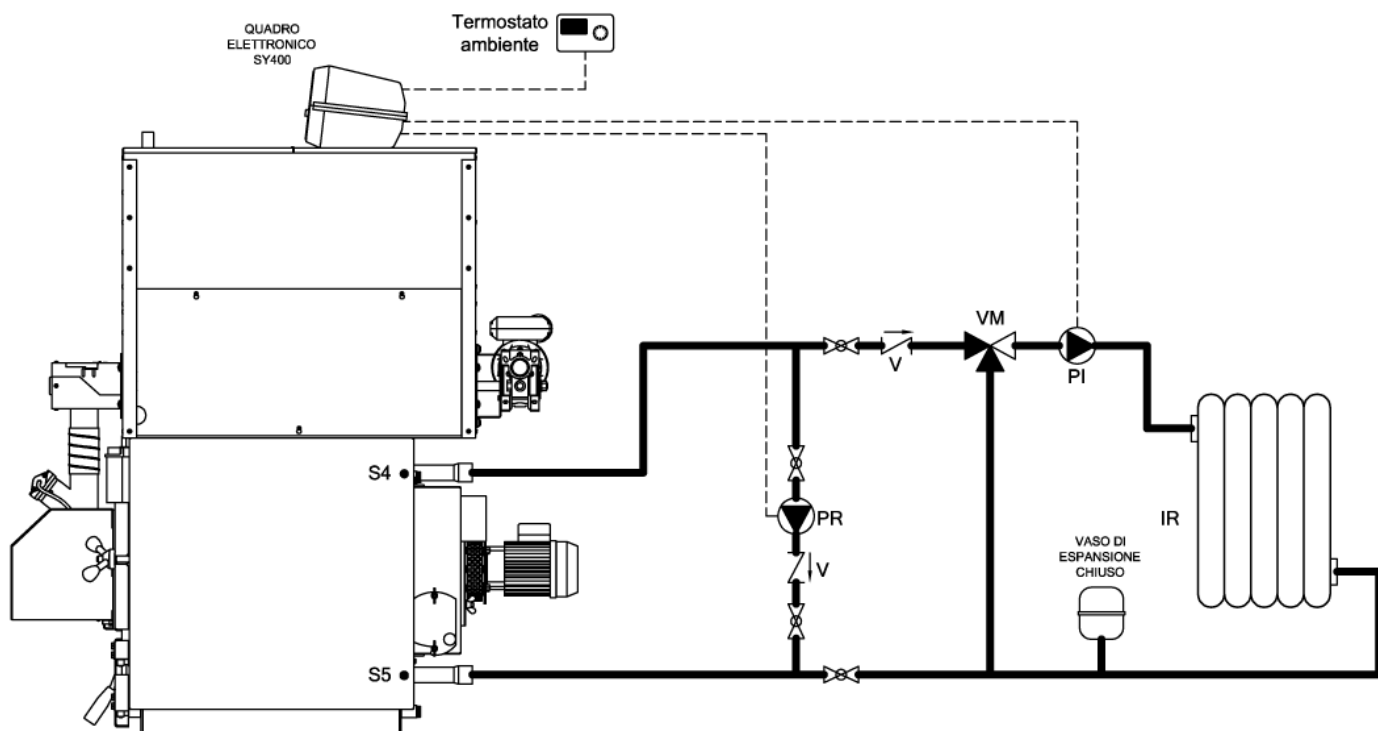 QUADRO
ELETTRONICO
SY400
Termostato
ambiente
VM
V
PI
S4
PR
IR
V
VASO DI
ESPANSIONE
CHIUSO
S5